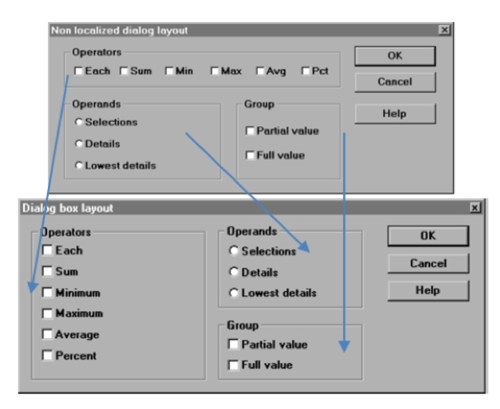 Non localized dialog layout
Operators
Each Sum Min Max Avg Pct
OK
Cancel
Help
Operands
Selections
Details
Lowest details
Group
Partial value
Full value
Dialog box layout
Operators
Each
Sum
Minimum
Maximum
Average
Percent
Operands
Selections
Details
Lowest details
Group
Partial value
Full value
OK
Cancel
Help